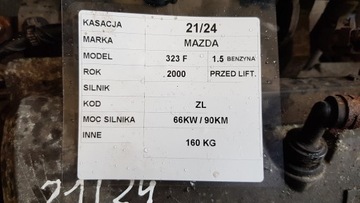 KASACJA 21/24
MARKA MAZDA
MODEL 323 F 1.5 BENZYNA
ROK 2000 PRZED LIFT.
SILNIK
KOD ZL
MOC SILNIKA 66KW / 90KM
INNE 160 KG
21/24